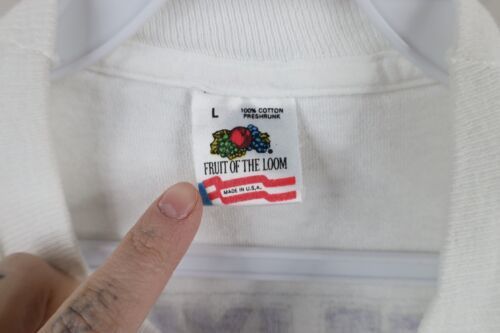 L 100% COTTON
PRESHRUNK
FRUIT OF THE LOOM
MADE IN U.S.A.